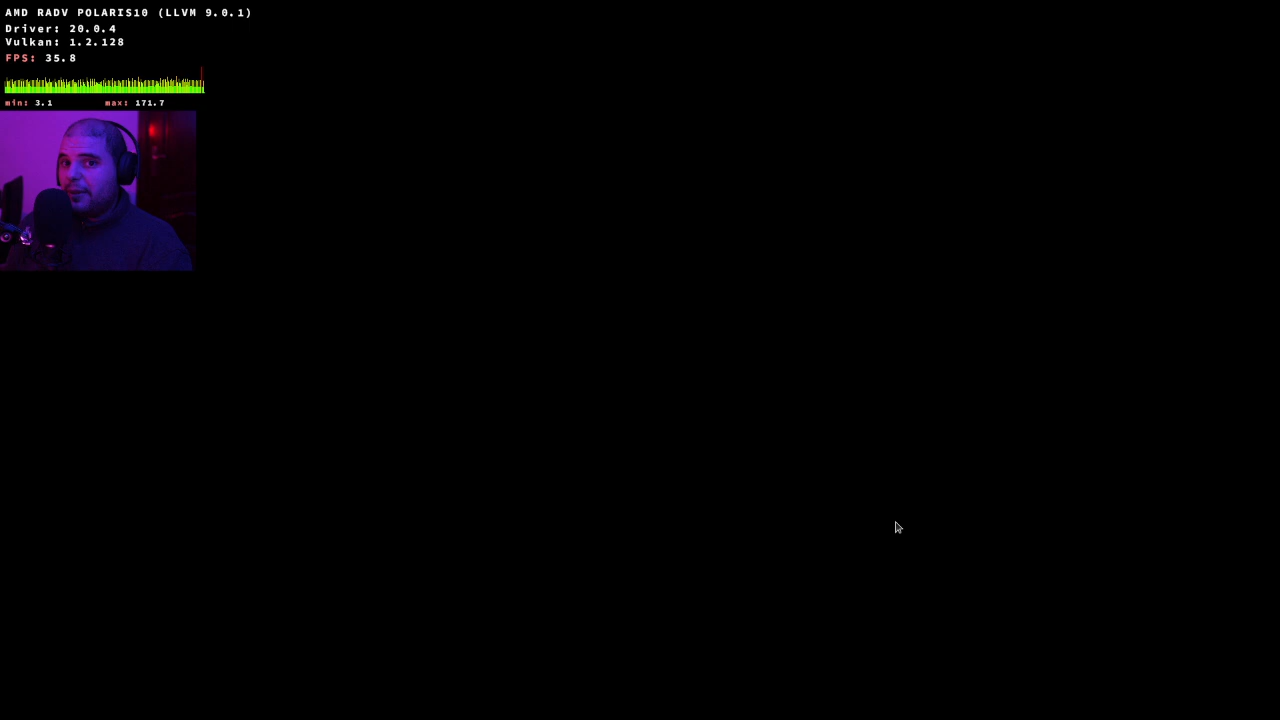 AMD RADV POLARIS10 (LLVM 9.0.1)
Driver: 20.0.4
Vulkan: 1.2.128
FPS: 35.8
min: 3.1 max: 171.7